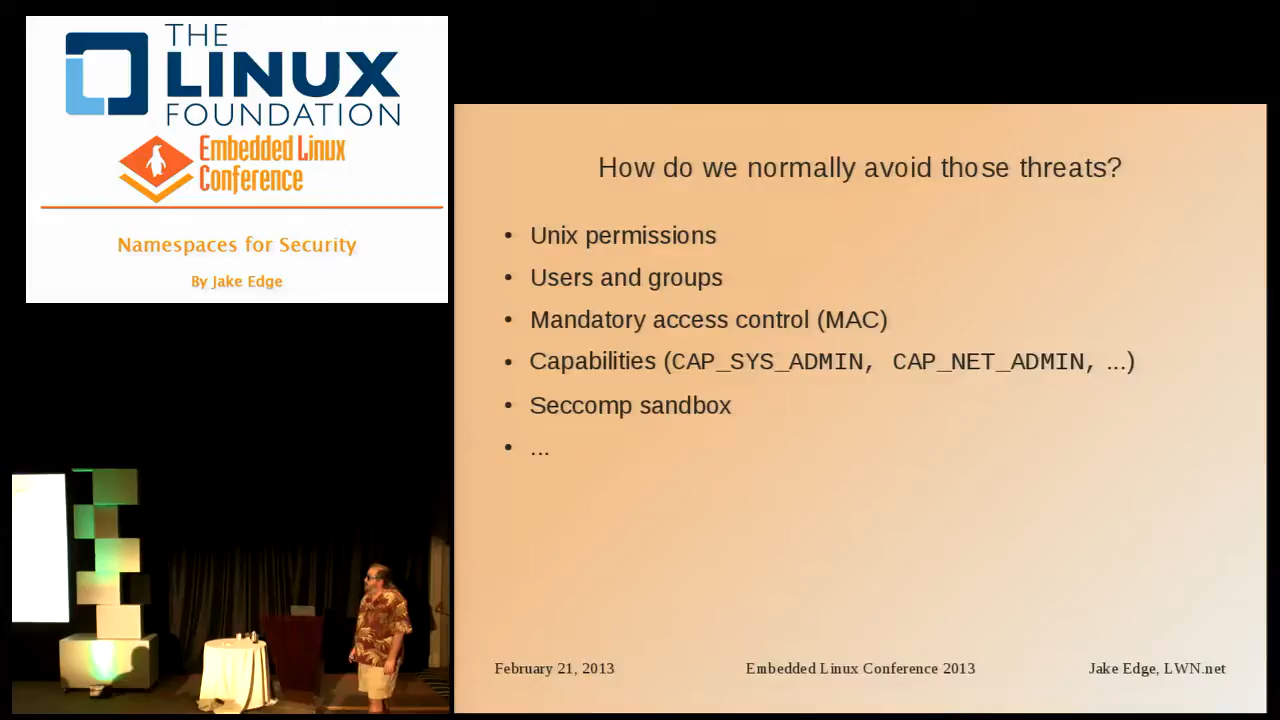 THE
LINUX
FOUNDATION
Embedded Linux
Conference
Namespaces for Security
By Jake Edge
How do we normally avoid those threats?
• Unix permissions
• Users and groups
• Mandatory access control (MAC)
• Capabilities (CAP_SYS_ADMIN, CAP_NET_ADMIN, ...)
• Seccomp sandbox
• ...
February 21, 2013 Embedded Linux Conference 2013 Jake Edge, LWN.net